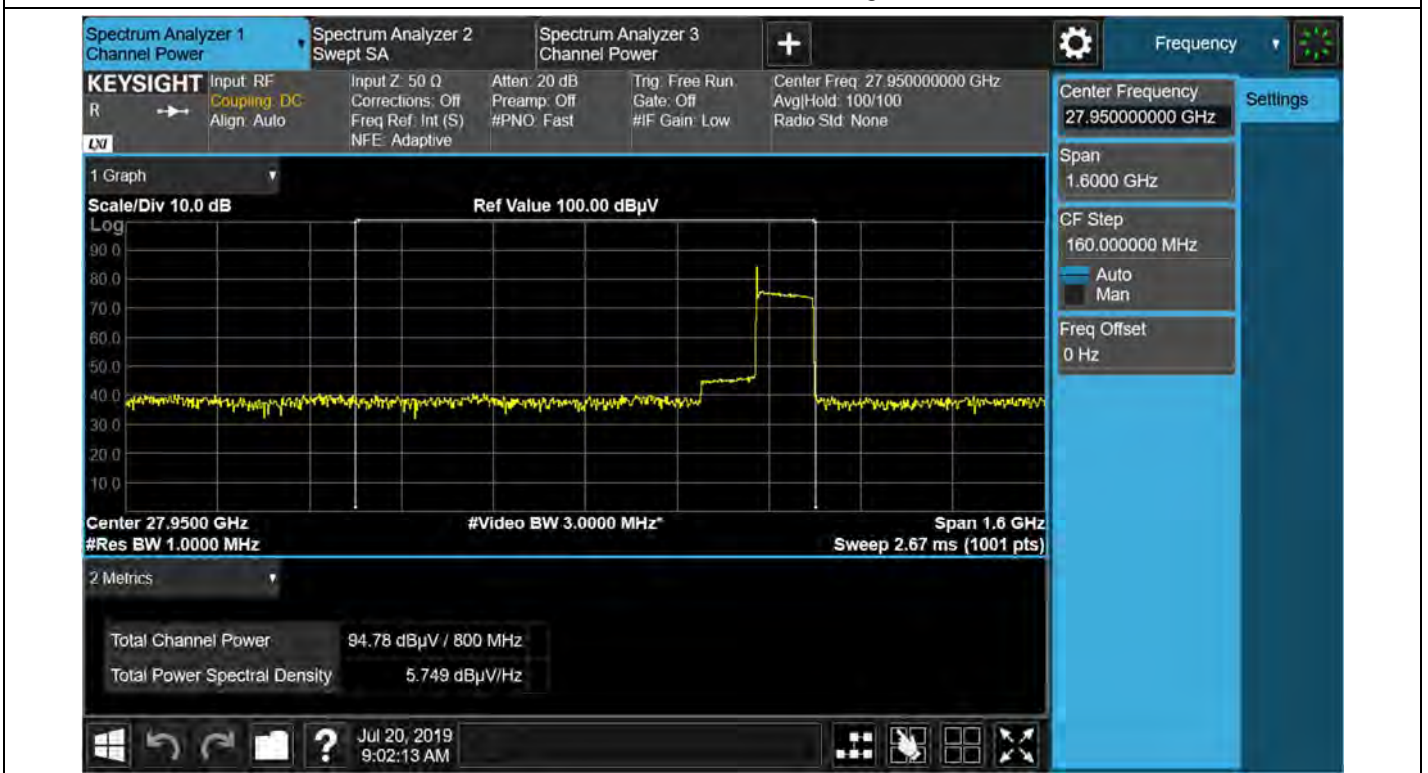 Spectrum Analyzer 1
Channel Power
Spectrum Analyzer 2
Swept SA
Spectrum Analyzer 3
Channel Power
+
Frequency
KEYSIGHT
R
LXI
Input: RF
Coupling: DC
Align: Auto
Input Z: 50 Ω
Corrections: Off
Freq Ref: Int (S)
NFE: Adaptive
Atten: 20 dB
Preamp: Off
#PNO: Fast
Trig: Free Run
Gate: Off
#IF Gain: Low
Center Freq: 27.950000000 GHz
Avg|Hold: 100/100
Radio Std: None
Center Frequency
27.950000000 GHz
Settings
Span
1.6000 GHz
CF Step
160.000000 MHz
Auto
Man
Freq Offset
0 Hz
1 Graph
Scale/Div 10.0 dB
Ref Value 100.00 dBµV
Log
90.0
80.0
70.0
60.0
50.0
40.0
30.0
20.0
10.0
Center 27.9500 GHz
#Video BW 3.0000 MHz*
Span 1.6 GHz
#Res BW 1.0000 MHz
Sweep 2.67 ms (1001 pts)
2 Metrics
Total Channel Power 94.78 dBµV / 800 MHz
Total Power Spectral Density 5.749 dBµV/Hz
?
Jul 20, 2019
9:02:13 AM